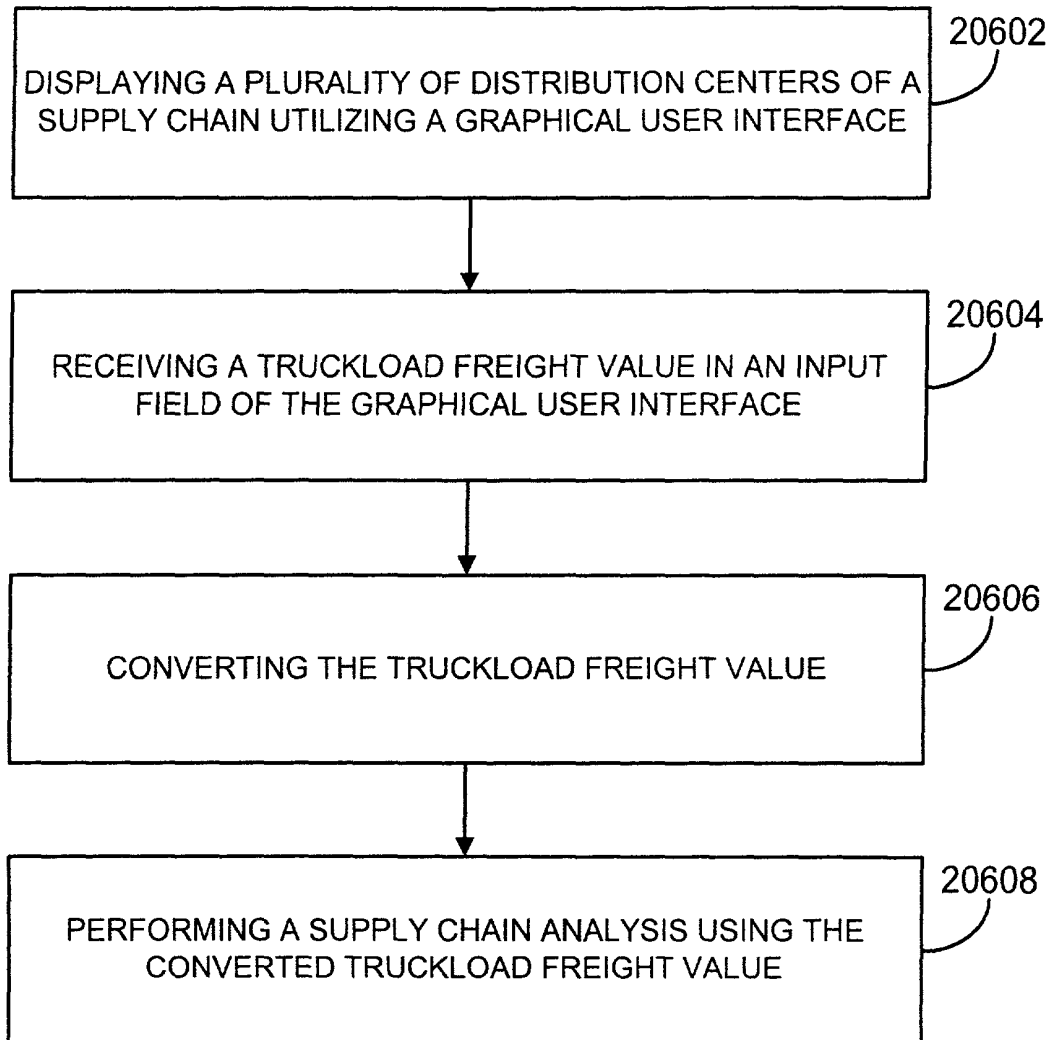 20602
DISPLAYING A PLURALITY OF DISTRIBUTION CENTERS OF A
SUPPLY CHAIN UTILIZING A GRAPHICAL USER INTERFACE
20604
RECEIVING A TRUCKLOAD FREIGHT VALUE IN AN INPUT
FIELD OF THE GRAPHICAL USER INTERFACE
20606
CONVERTING THE TRUCKLOAD FREIGHT VALUE
20608
PERFORMING A SUPPLY CHAIN ANALYSIS USING THE
CONVERTED TRUCKLOAD FREIGHT VALUE